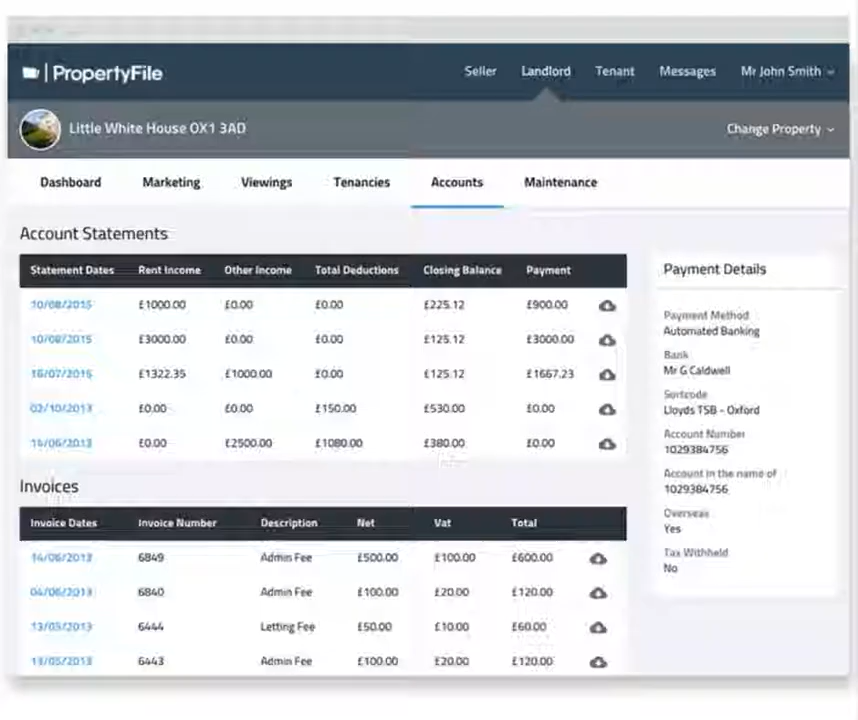 PropertyFile
Seller Landlord Tenant Messages Mr John Smith
Little White House OX1 3AD
Change Property
Dashboard Marketing Viewings Tenancies Accounts Maintenance
Account Statements
Statement Dates Rent Income Other Income Total Deductions Closing Balance Payment
10/08/2015 £1000.00 £0.00 £0.00 £225.12 £900.00
10/08/2015 £3000.00 £0.00 £0.00 £125.12 £3000.00
16/07/2015 £1322.35 £1000.00 £0.00 £125.12 £1667.23
02/10/2013 £0.00 £0.00 £150.00 £530.00 £0.00
14/06/2013 £0.00 £2500.00 £1080.00 £380.00 £0.00
Invoices
Invoice Dates Invoice Number Description Net Vat Total
14/06/2013 6849 Admin Fee £500.00 £100.00 £600.00
04/06/2013 6840 Admin Fee £100.00 £20.00 £120.00
13/05/2013 6444 Letting Fee £50.00 £10.00 £60.00
13/05/2013 6443 Admin Fee £100.00 £20.00 £120.00
Payment Details
Payment Method
Automated Banking
Bank
Mr G Caldwell
Sortcode
Lloyds TSB - Oxford
Account Number
1029384756
Account in the name of
1029384756
Overseas
Yes
Tax Withheld
No